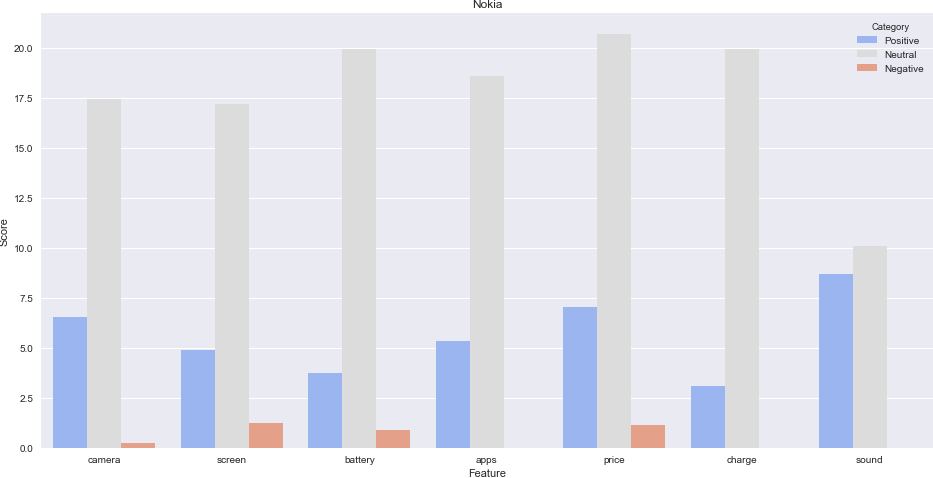 Nokia
Category
Positive
Neutral
Negative
Score
20.0
17.5
15.0
12.5
10.0
7.5
5.0
2.5
0.0
camera screen battery apps price charge sound
Feature